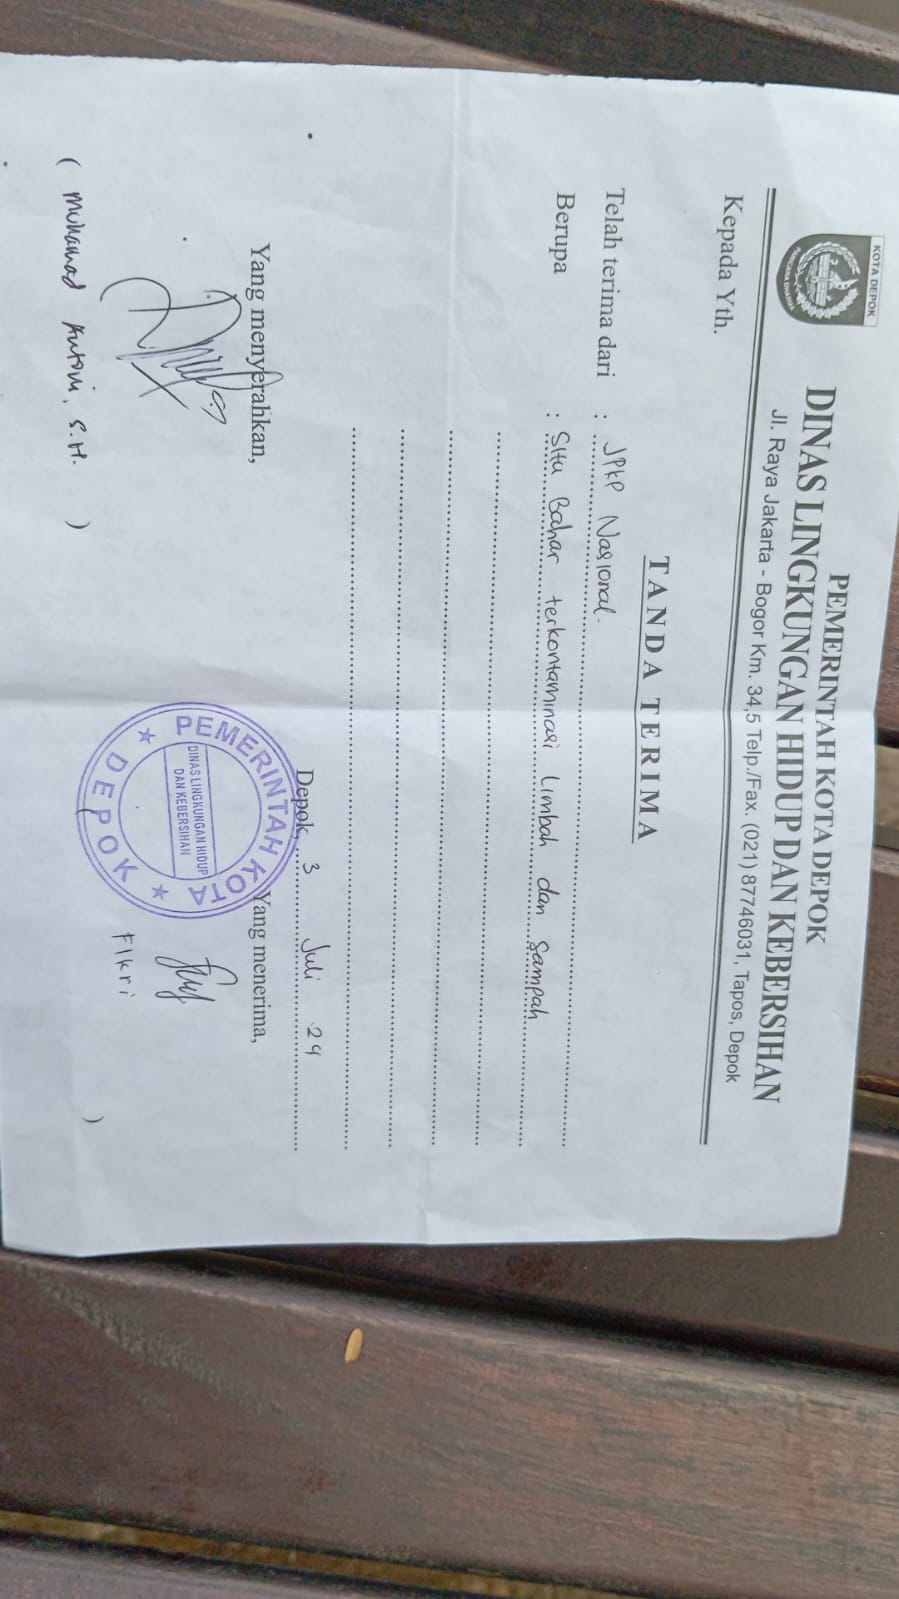 KOTA DEPOK
PEMERINTAH KOTA DEPOK
DINAS LINGKUNGAN HIDUP DAN KEBERSIHAN
Jl. Raya Jakarta - Bogor Km. 34,5 Telp./Fax. (021) 87746031, Tapos, Depok
Kepada Yth.
TANDA TERIMA
Telah terima dari : JPKP Nasional.
Berupa : Situ Bahar terkontaminasi Limbah dan Sampah
Depok, 3 Juli 24
Yang menyerahkan, Yang menerima,
PEMERINTAH KOTA
DINAS LINGKUNGAN HIDUP
DAN KEBERSIHAN
DEPOK
Fikri )
( Muhamad , S.H. )